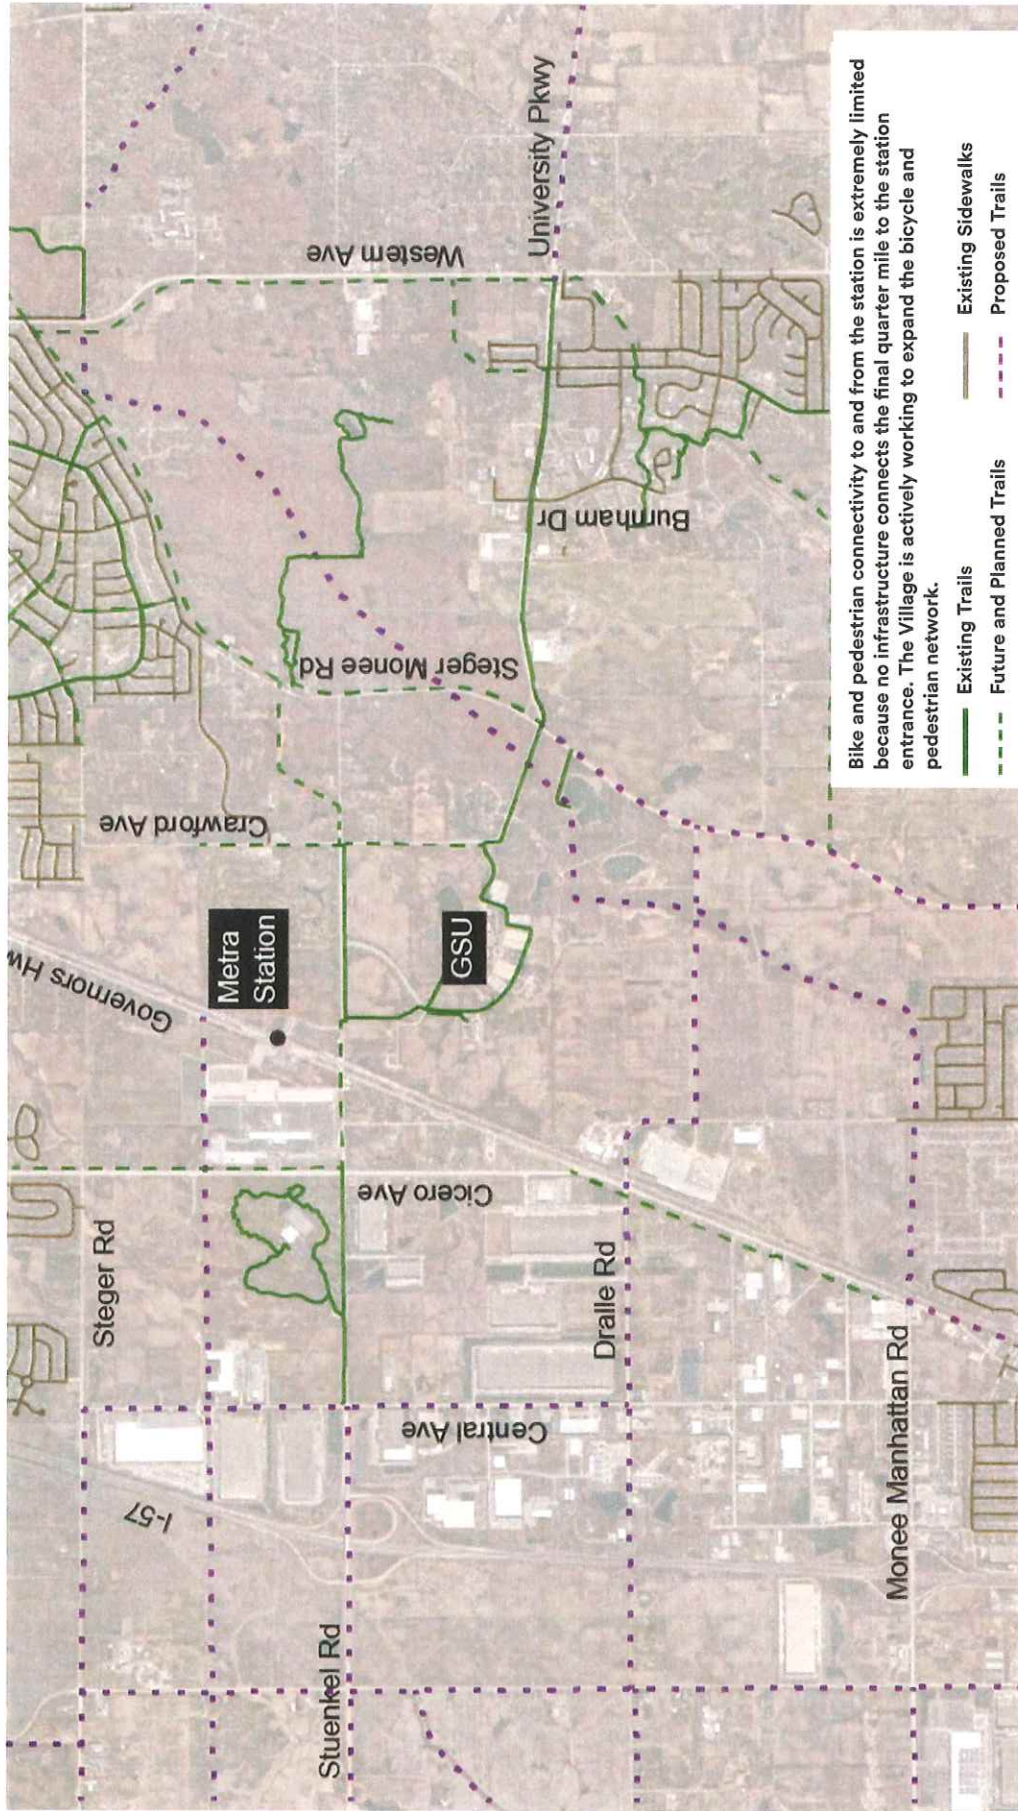 University Pkwy
Western Ave
Burnham Dr
Steger Monee Rd
Crawford Ave
GSU
Metra
Station
Governors Hw
Cicero Ave
Steger Rd
Dralle Rd
Central Ave
Monee Manhattan Rd
I-57
Stuenkel Rd
Bike and pedestrian connectivity to and from the station is extremely limited
because no infrastructure connects the final quarter mile to the station
entrance. The Village is actively working to expand the bicycle and
pedestrian network.
Existing Trails
Existing Sidewalks
Future and Planned Trails
Proposed Trails